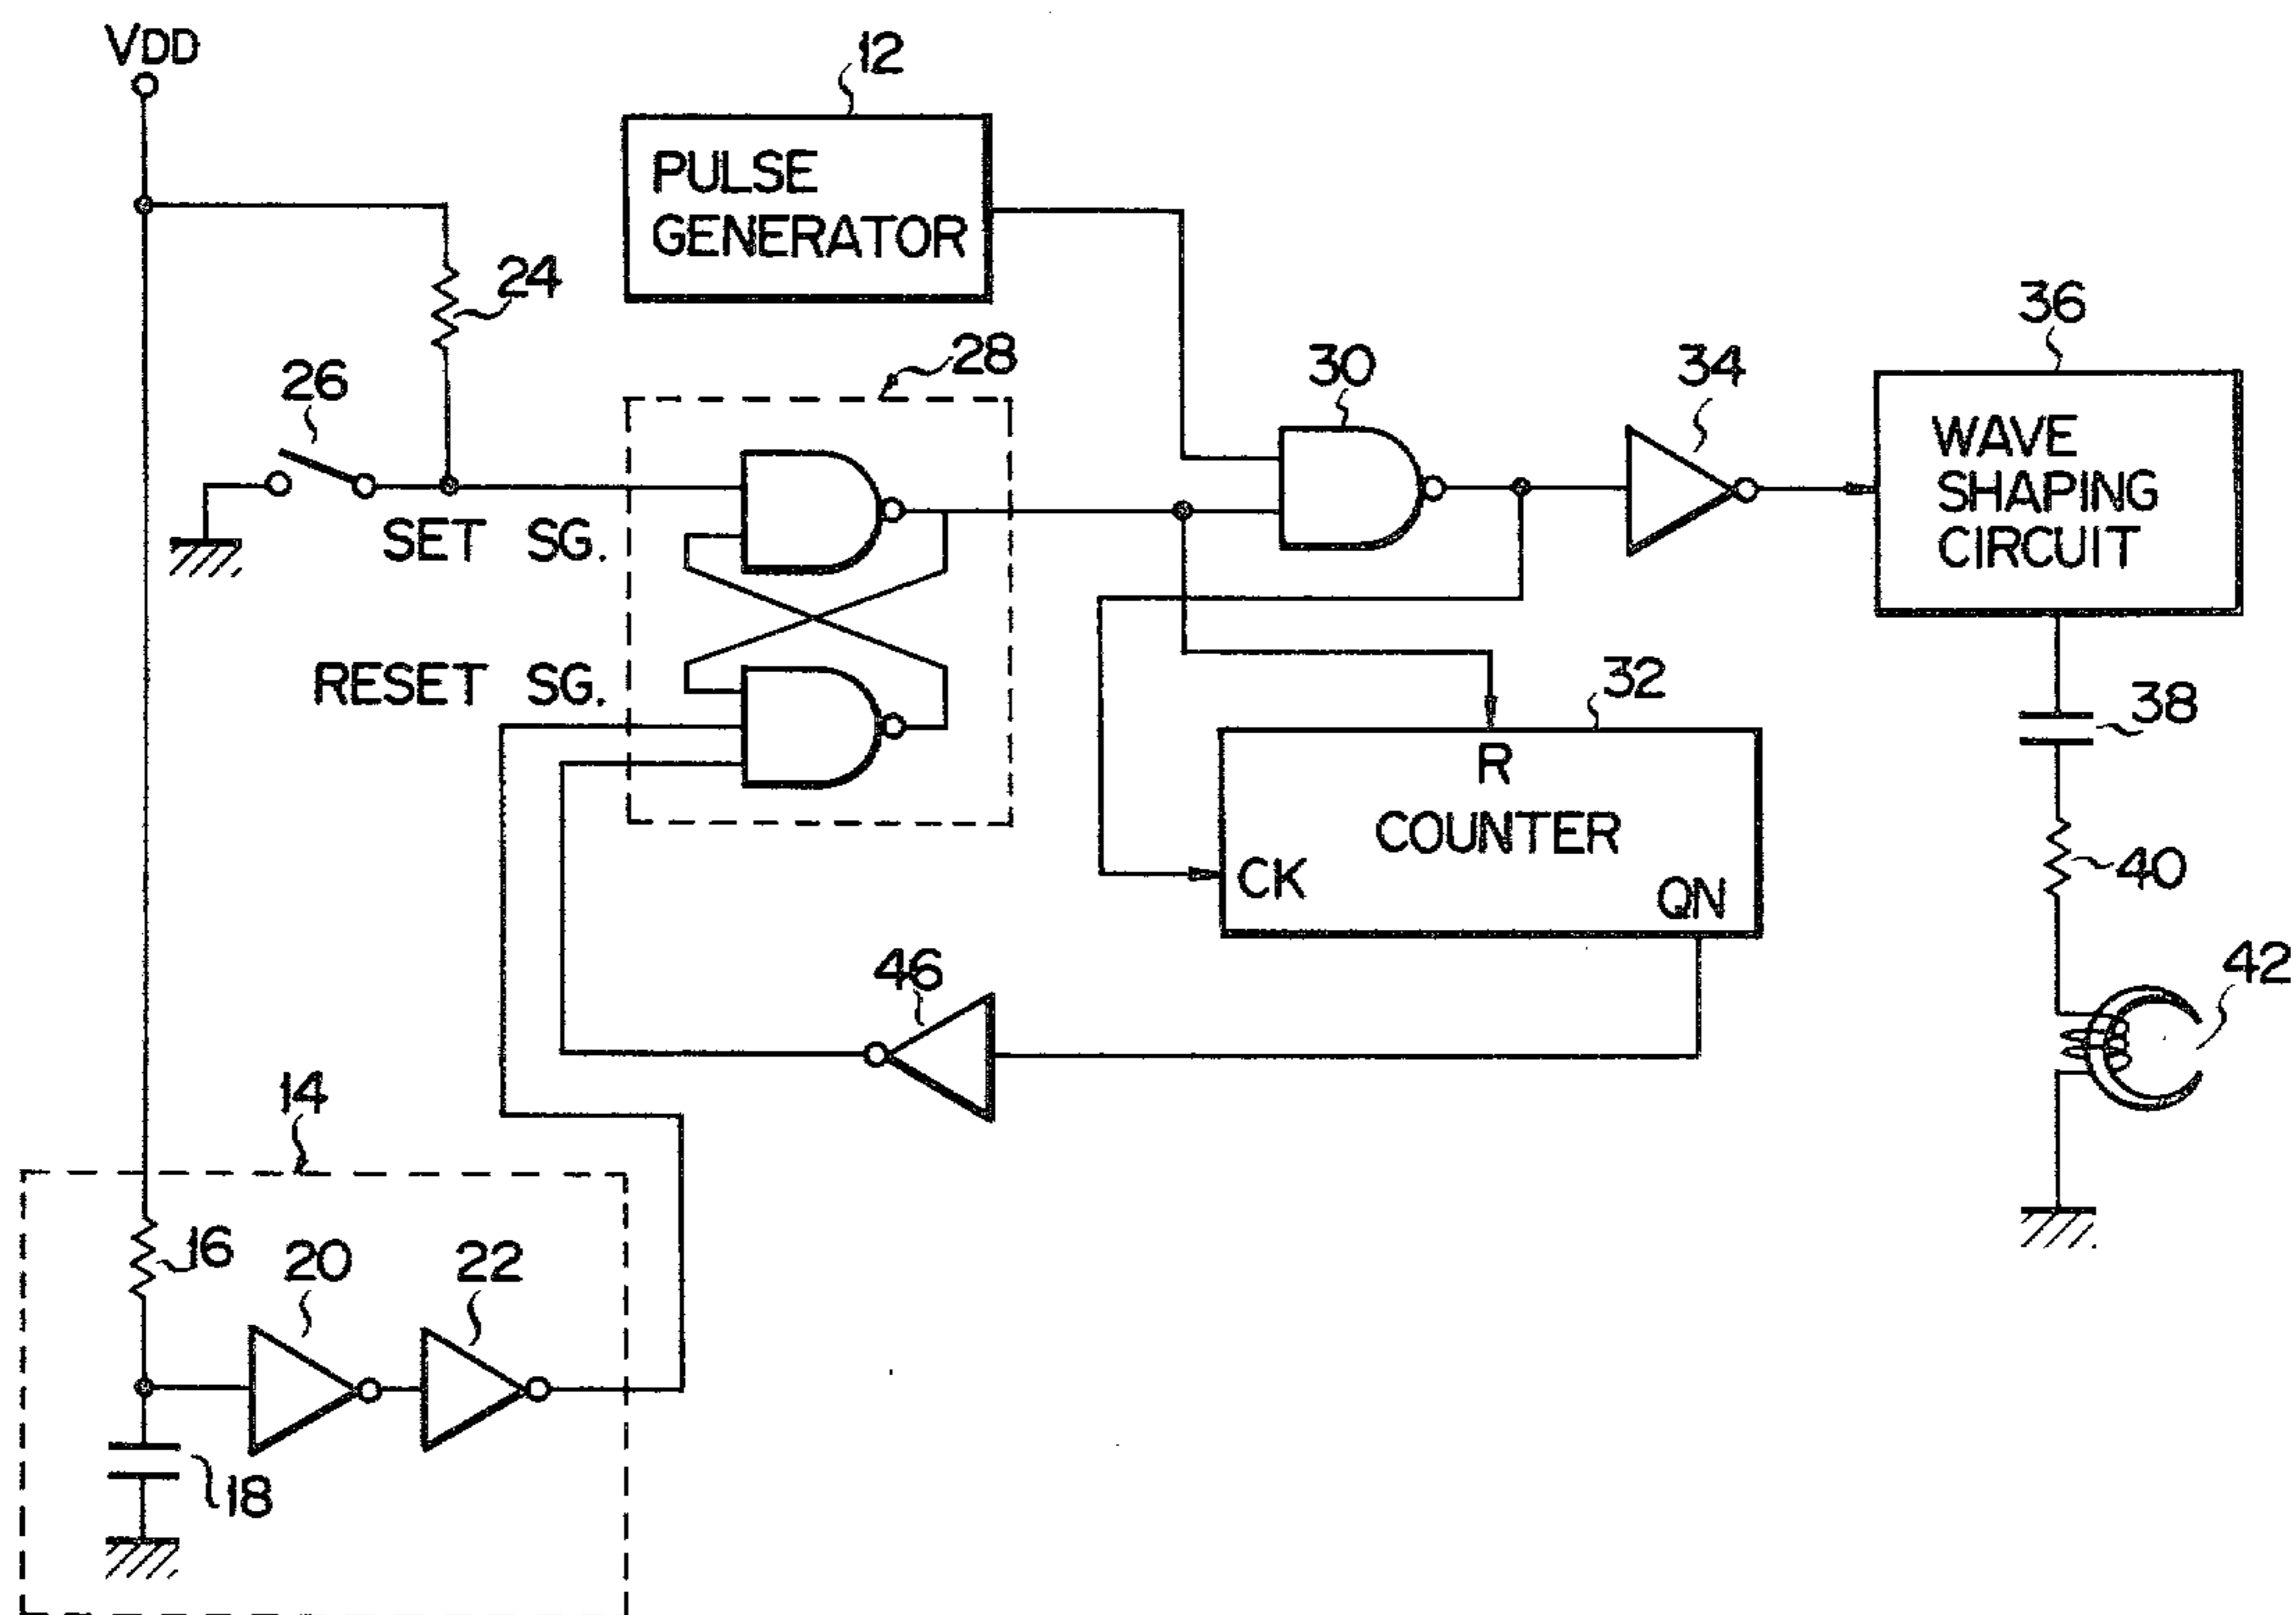 VDD
12
PULSE
GENERATOR
24
26
28
30
34
36
WAVE
SHAPING
CIRCUIT
SET SG.
RESET SG.
32
38
R
COUNTER
CK
QN
40
46
42
14
16
20
22
18